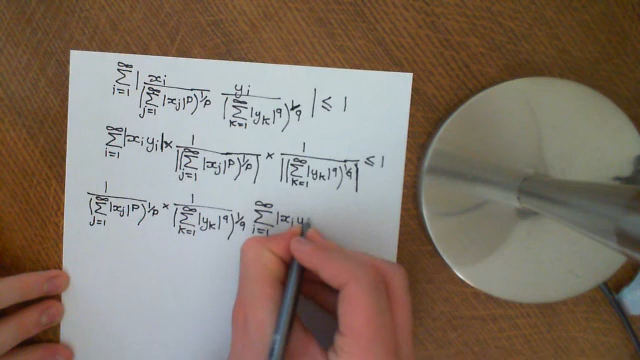 ∑_{i=1}^{∞} | x_i / (∑_{j=1}^{∞} |x_j|^p)^{1/p} y_i / (∑_{k=1}^{∞} |y_k|^q)^{1/q} | ≤ 1
∑_{i=1}^{∞} |x_i y_i| × 1 / |(∑_{j=1}^{∞} |x_j|^p)^{1/p}| × 1 / |(∑_{k=1}^{∞} |y_k|^q)^{1/q}| ≤ 1
1 / (∑_{j=1}^{∞} |x_j|^p)^{1/p} × 1 / (∑_{k=1}^{∞} |y_k|^q)^{1/q} ∑_{i=1}^{∞} |x_i y